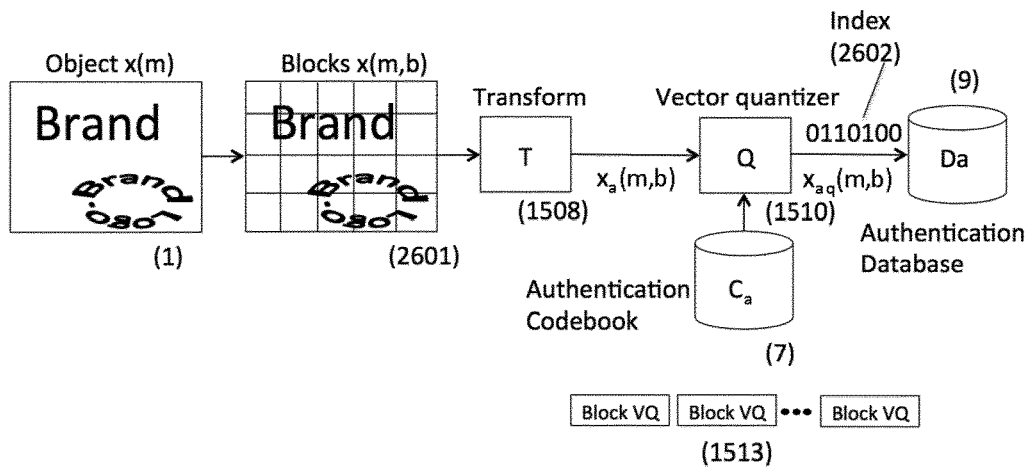 Index
(2602)
Object x(m)
Blocks x(m,b)
(9)
Transform
Vector quantizer
Brand
Brand
0110100
T
Q
Da
xₐ(m,b)
x_aq(m,b)
Brand Logo.
Brand Logo.
(1508)
(1510)
(1)
(2601)
Authentication
Database
Authentication
Codebook
Cₐ
(7)
Block VQ Block VQ ••• Block VQ
(1513)